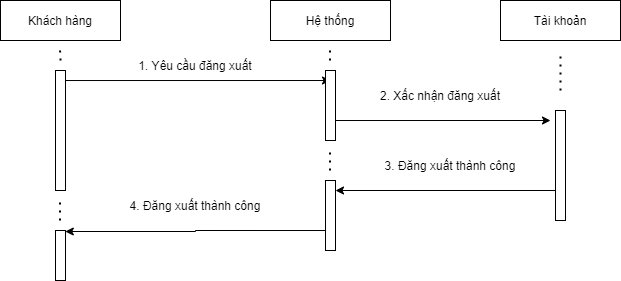 Khách hàng
Hệ thống
Tài khoản
1. Yêu cầu đăng xuất
2. Xấc nhận đăng xuất
3. Đăng xuất thành công
4. Đăng xuất thành công